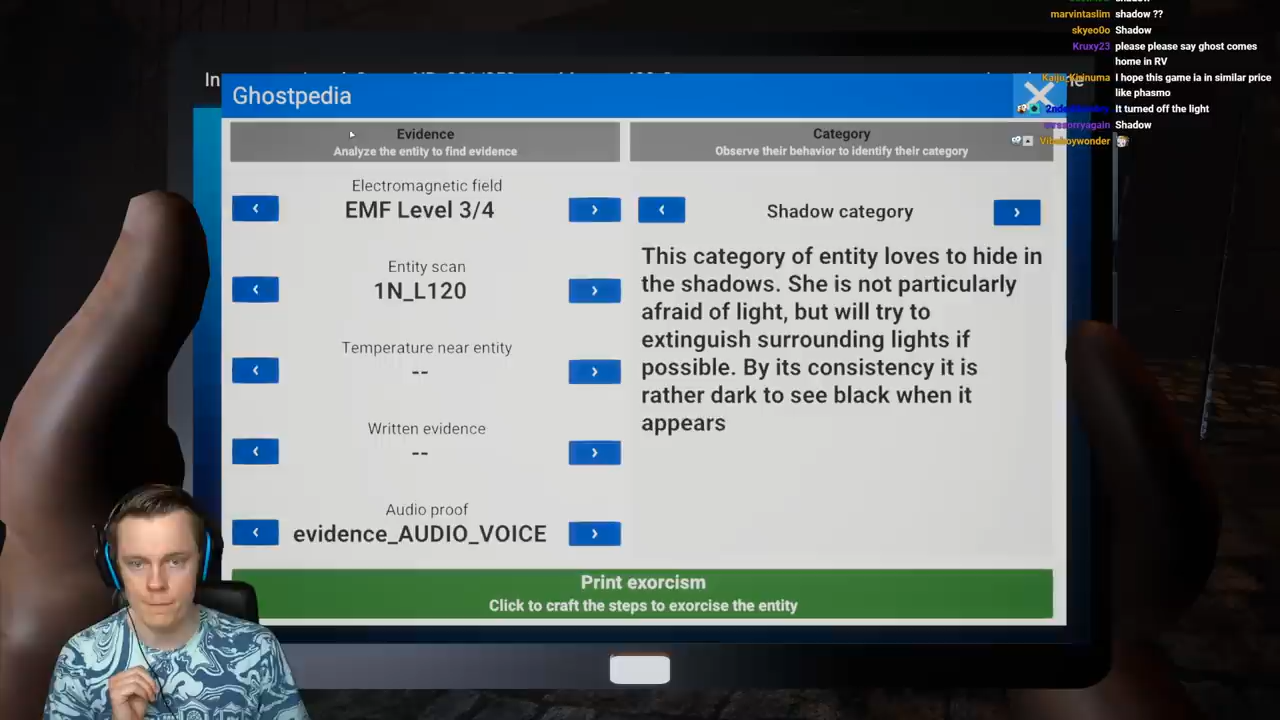 In
Ghostpedia
Evidence
Analyze the entity to find evidence
Category
Observe their behavior to identify their category
Electromagnetic field
EMF Level 3/4
Entity scan
1N_L120
Temperature near entity
--
Written evidence
--
Audio proof
evidence_AUDIO_VOICE
Shadow category
This category of entity loves to hide in
the shadows. She is not particularly
afraid of light, but will try to
extinguish surrounding lights if
possible. By its consistency it is
rather dark to see black when it
appears
Print exorcism
Click to craft the steps to exorcise the entity
marvintaslim shadow ??
skyeo0o Shadow
Kruxy23 please please say ghost comes
home in RV
I hope this game ia in similar price
like phasmo
It turned off the light
Shadow